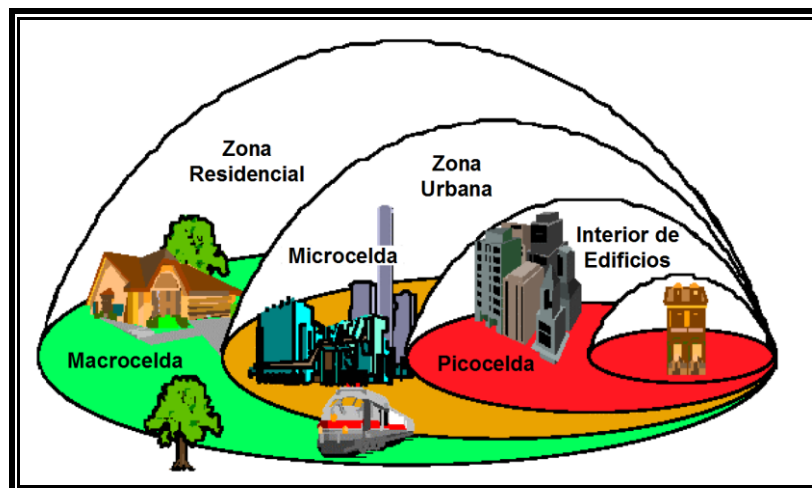 Zona
Residencial
Zona
Urbana
Interior de
Edificios
Microcelda
Macrocelda
Picocelda